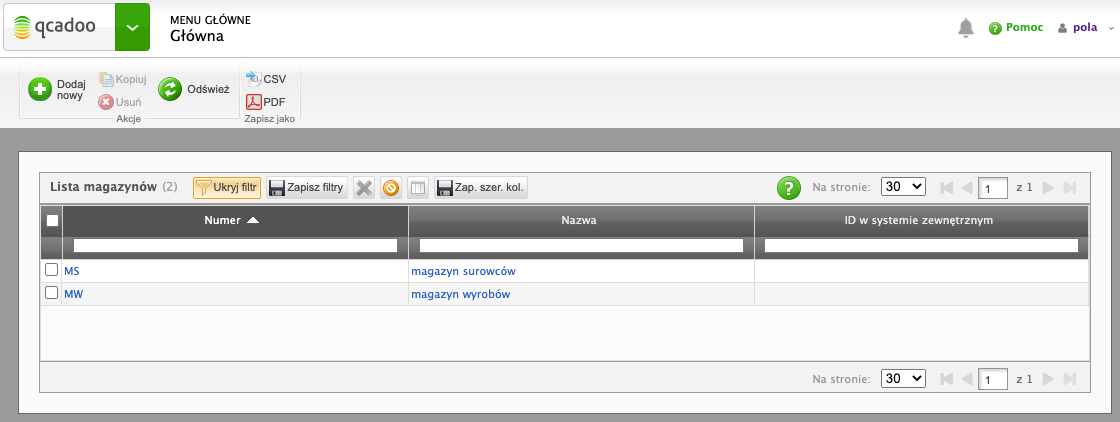 qcadoo
MENU GŁÓWNE
Główna
Pomoc
pola
Dodaj
nowy
Kopiuj
Usuń
Akcje
Odśwież
CSV
PDF
Zapisz jako
Lista magazynów (2)
Ukryj filtr
Zapisz filtry
Zap. szer. kol.
Na stronie: 30
1 z 1
Numer Nazwa ID w systemie zewnętrznym
MS magazyn surowców
MW magazyn wyrobów
Na stronie: 30
1 z 1